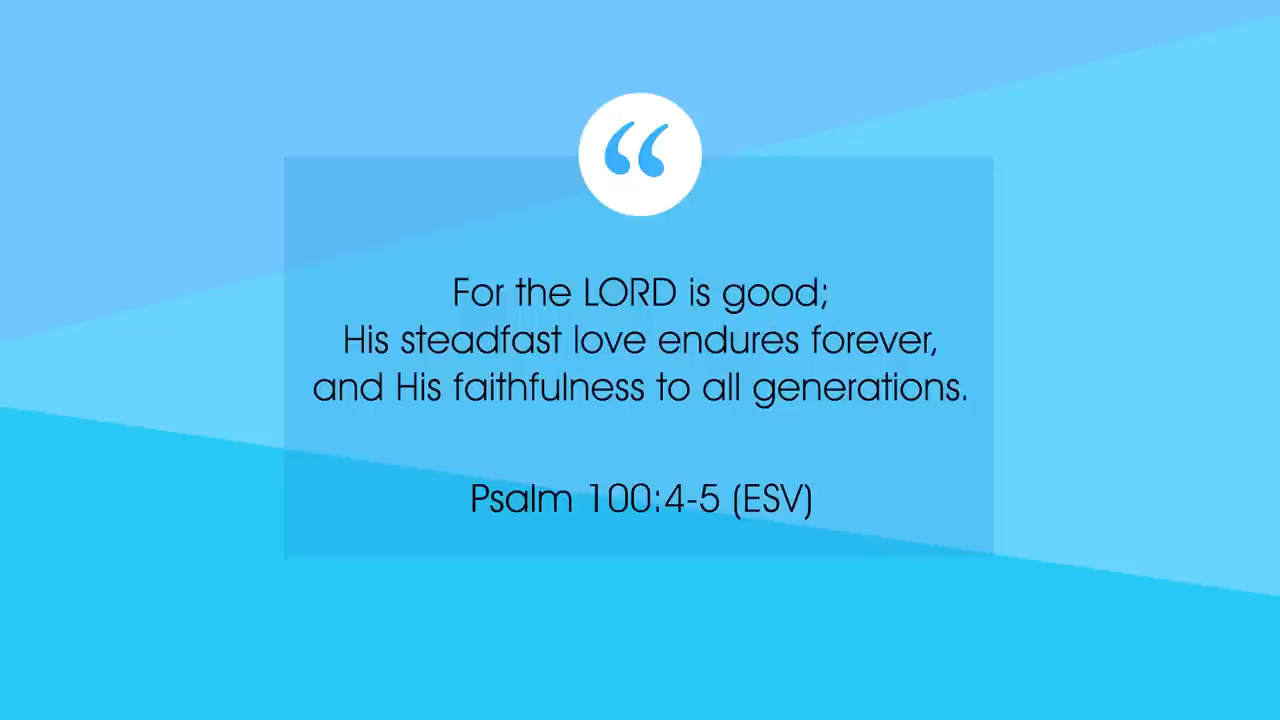 “
For the LORD is good;
His steadfast love endures forever,
and His faithfulness to all generations.
Psalm 100:4-5 (ESV)